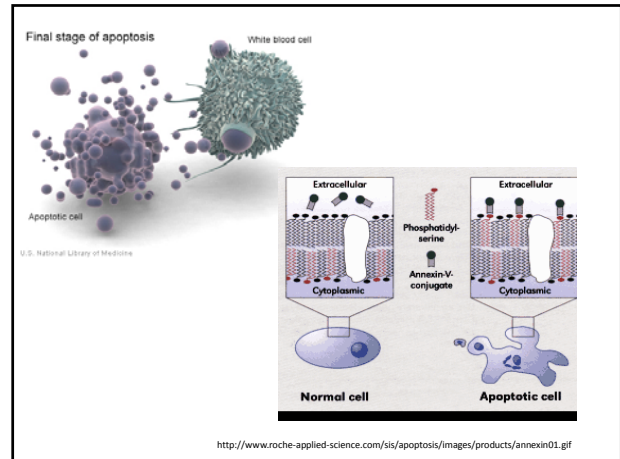 Final stage of apoptosis
White blood cell
Apoptotic cell
U.S. National Library of Medicine
Extracellular
Cytoplasmic
Normal cell
Phosphatidyl-
serine
Annexin-V-
conjugate
Extracellular
Cytoplasmic
Apoptotic cell
http://www.roche-applied-science.com/sis/apoptosis/images/products/annexin01.gif